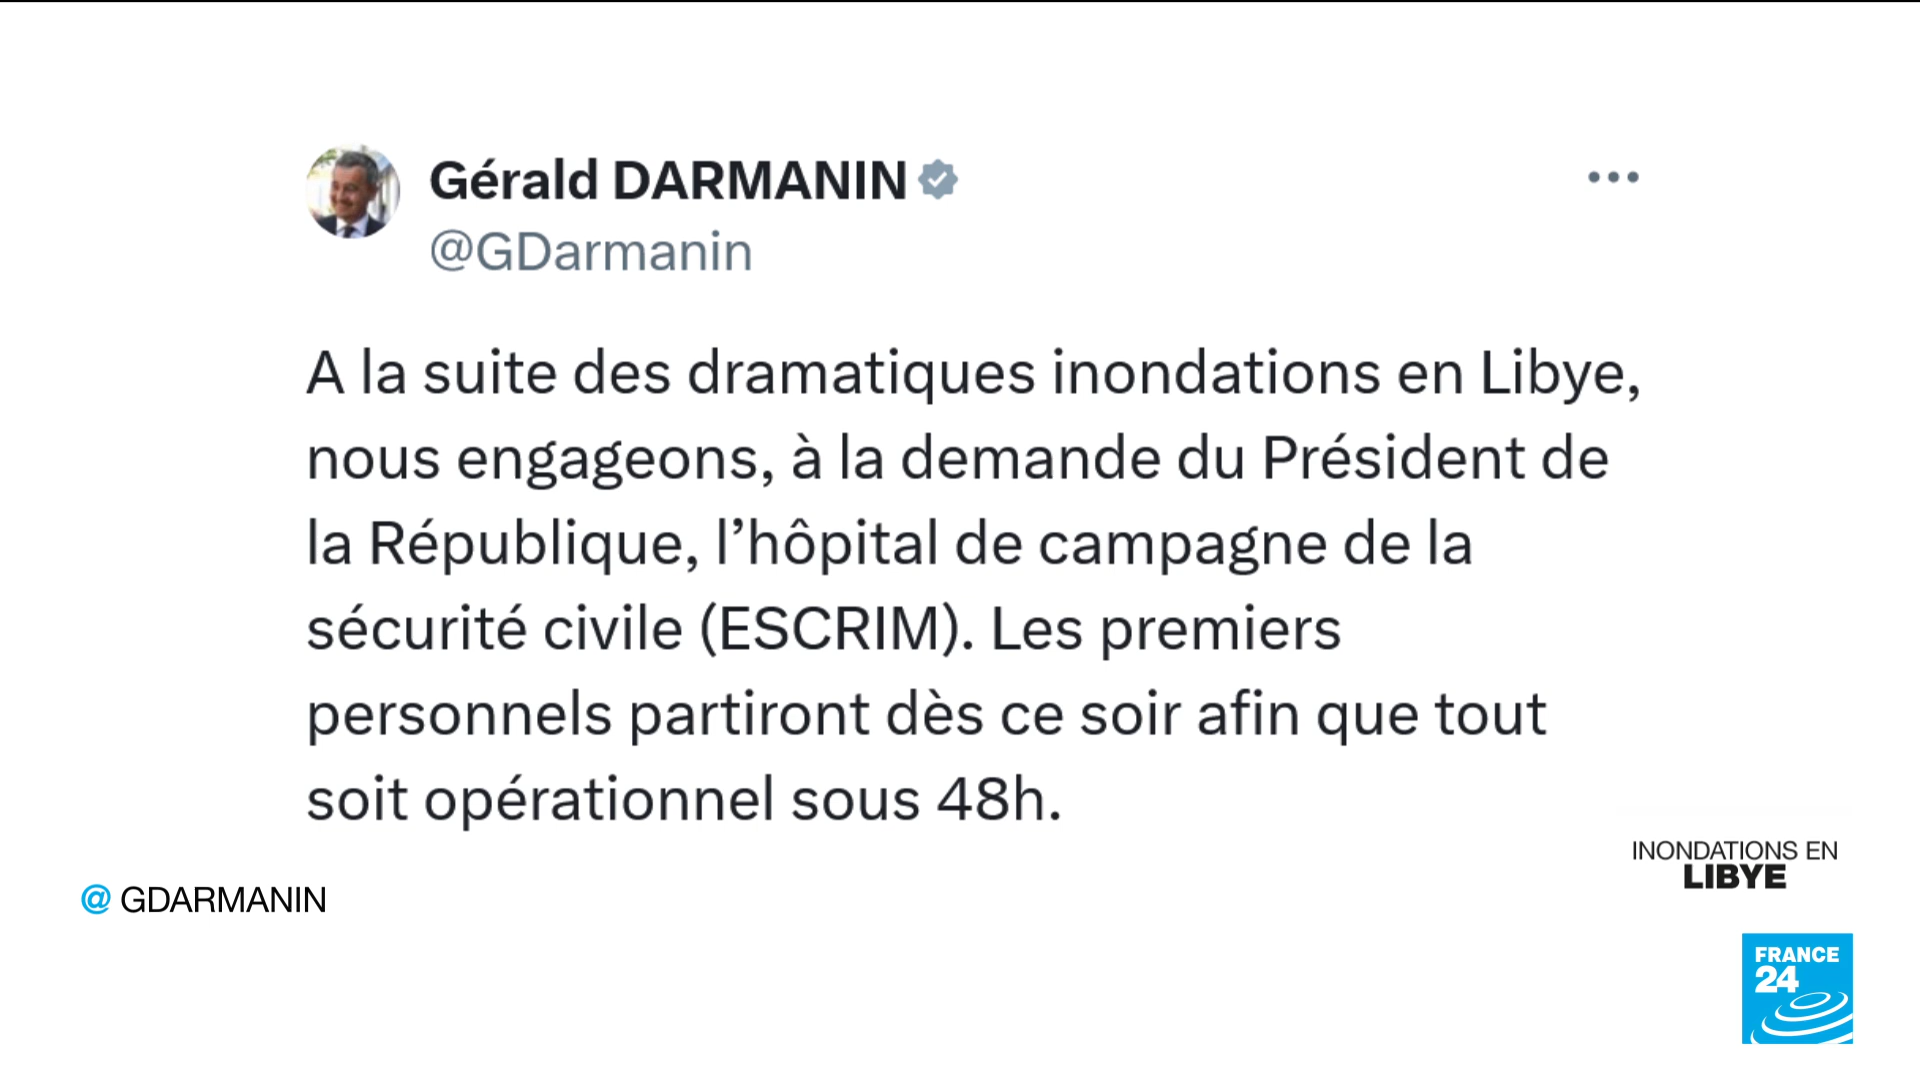 Gérald DARMANIN
@GDarmanin
A la suite des dramatiques inondations en Libye,
nous engageons, à la demande du Président de
la République, l’hôpital de campagne de la
sécurité civile (ESCRIM). Les premiers
personnels partiront dès ce soir afin que tout
soit opérationnel sous 48h.
INONDATIONS EN
LIBYE
@ GDARMANIN
FRANCE
24